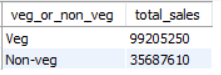 veg_or_non_veg total_sales
Veg 99205250
Non-veg 35687610